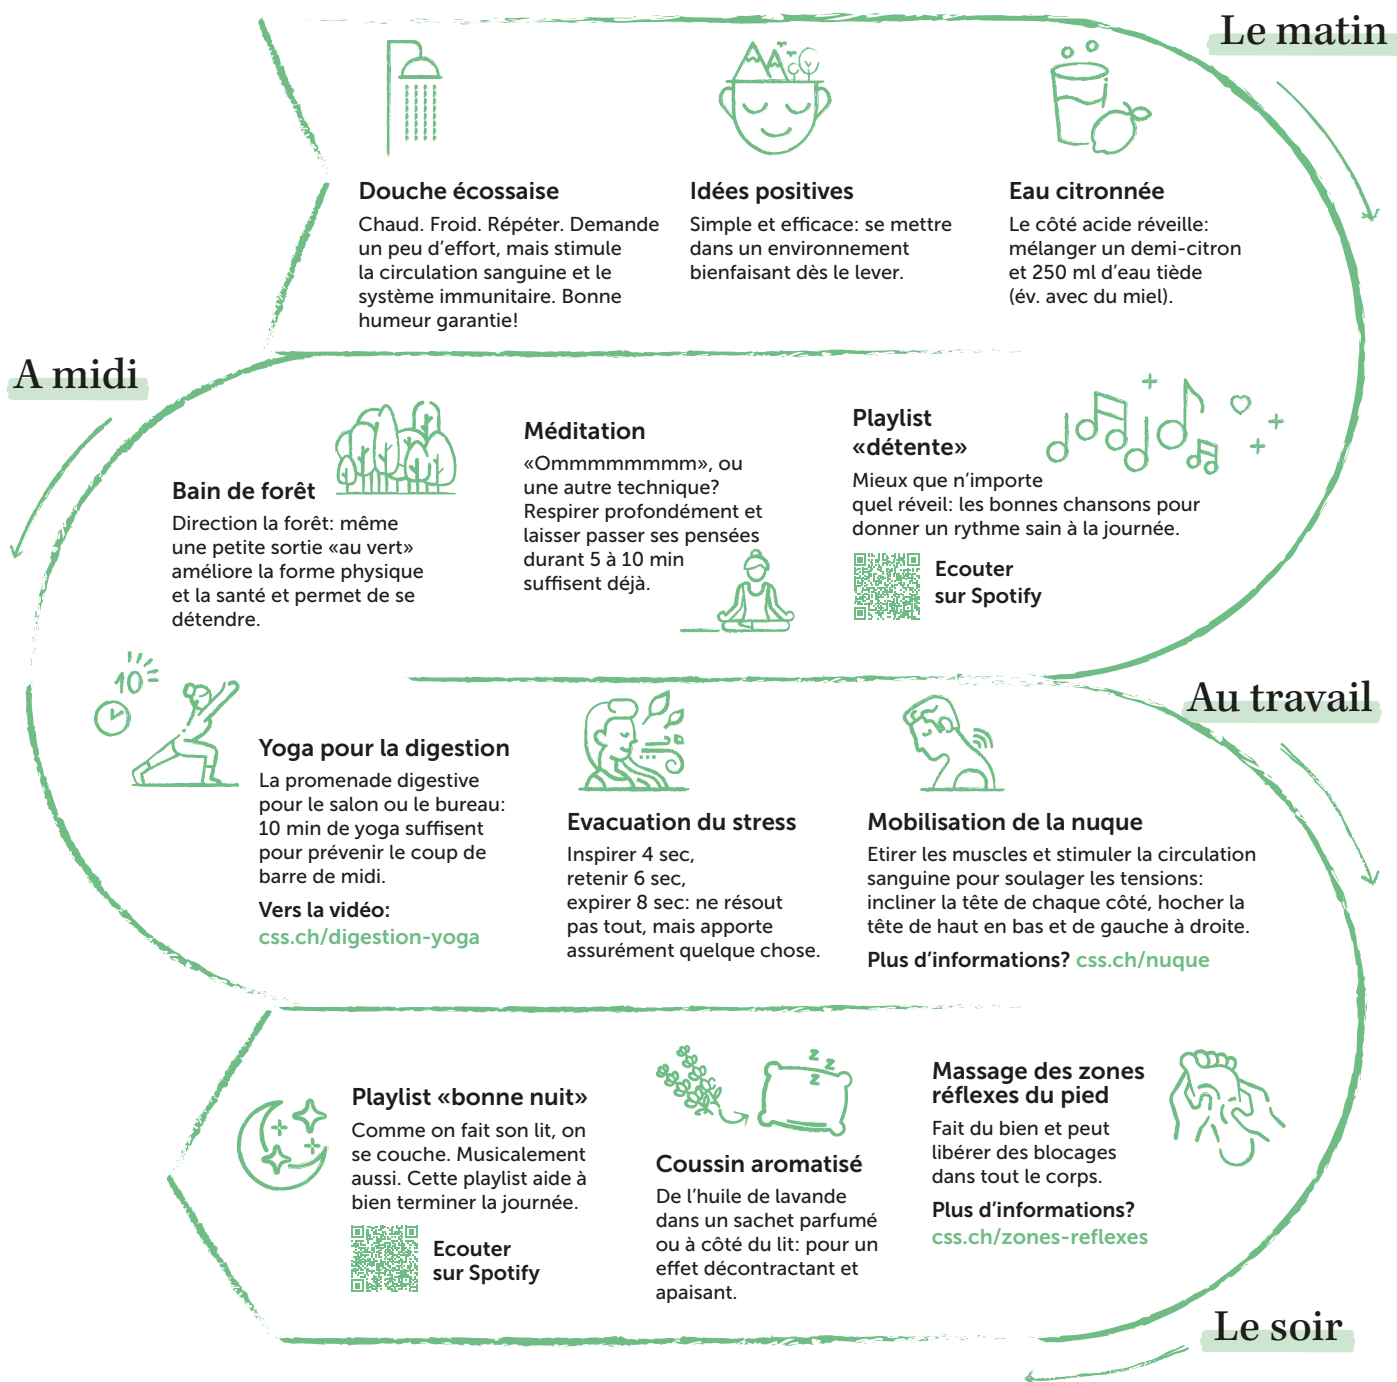 Le matin
Douche écossaise
Chaud. Froid. Répéter. Demande
un peu d'effort, mais stimule
la circulation sanguine et le
système immunitaire. Bonne
humeur garantie!
Idées positives
Simple et efficace: se mettre
dans un environnement
bienfaisant dès le lever.
Eau citronnée
Le côté acide réveille:
mélanger un demi-citron
et 250 ml d'eau tiède
(év. avec du miel).
Playlist
«détente»
Mieux que n'importe
quel réveil: les bonnes chansons pour
donner un rythme sain à la journée.
Ecouter
sur Spotify
A midi
Méditation
«Ommmmmmmm», ou
une autre technique?
Respirer profondément et
laisser passer ses pensées
durant 5 à 10 min
suffisent déjà.
Bain de forêt
Direction la forêt: même
une petite sortie «au vert»
améliore la forme physique
et la santé et permet de se
détendre.
10
Yoga pour la digestion
La promenade digestive
pour le salon ou le bureau:
10 min de yoga suffisent
pour prévenir le coup de
barre de midi.
Vers la vidéo:
css.ch/digestion-yoga
Au travail
Evacuation du stress
Inspirer 4 sec,
retenir 6 sec,
expirer 8 sec: ne résout
pas tout, mais apporte
assurément quelque chose.
Mobilisation de la nuque
Etirer les muscles et stimuler la circulation
sanguine pour soulager les tensions:
incliner la tête de chaque côté, hocher la
tête de haut en bas et de gauche à droite.
Plus d'informations? css.ch/nuque
Le soir
Massage des zones
réflexes du pied
Fait du bien et peut
libérer des blocages
dans tout le corps.
Plus d'informations?
css.ch/zones-reflexes
z z
z
Coussin aromatisé
De l'huile de lavande
dans un sachet parfumé
ou à côté du lit: pour un
effet décontractant et
apaisant.
Playlist «bonne nuit»
Comme on fait son lit, on
se couche. Musicalement
aussi. Cette playlist aide à
bien terminer la journée.
Ecouter
sur Spotify